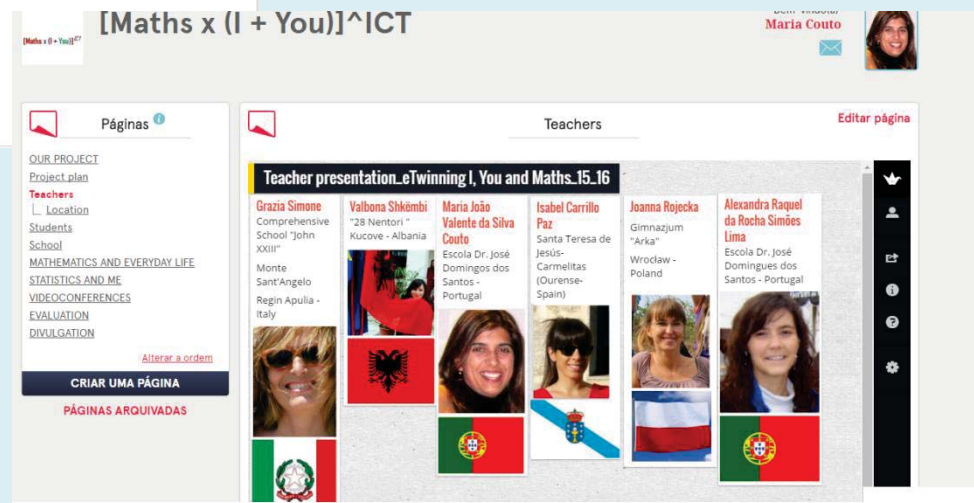 [Maths x (I + You)]^ICT
[Maths x (I + You)]^ICT
Maria Couto
Páginas
OUR PROJECT
Project plan
Teachers
Location
Students
School
MATHEMATICS AND EVERYDAY LIFE
STATISTICS AND ME
VIDEOCONFERENCES
EVALUATION
DIVULGATION
Alterar a ordem
CRIAR UMA PÁGINA
PÁGINAS ARQUIVADAS
Teachers
Editar página
Teacher presentation_eTwinning I, You and Maths_15_16
Grazia Simone
Comprehensive
School "John
XXIII"
Monte
Sant'Angelo
Regin Apulia -
Italy
Valbona Shkëmbi
"28 Nentori "
Kucove - Albania
Maria João
Valente da Silva
Couto
Escola Dr. José
Domingos dos
Santos -
Portugal
Isabel Carrillo
Paz
Santa Teresa de
Jesús-
Carmelitas
(Ourense-
Spain)
Joanna Rojecka
Gimnazjum
"Arka"
Wrocław -
Poland
Alexandra Raquel
da Rocha Simões
Lima
Escola Dr. José
Domingues dos
Santos - Portugal